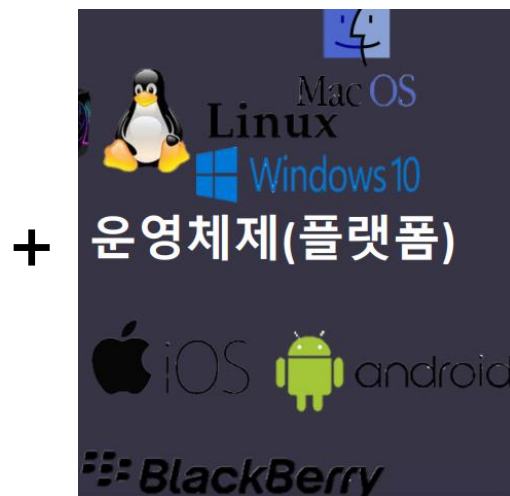 Mac OS
Linux
Windows 10
+ 운영체제(플랫폼)
iOS android
BlackBerry